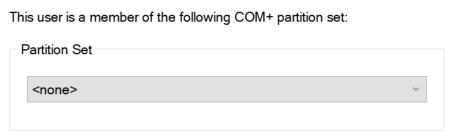 This user is a member of the following COM+ partition set:
Partition Set
<none>